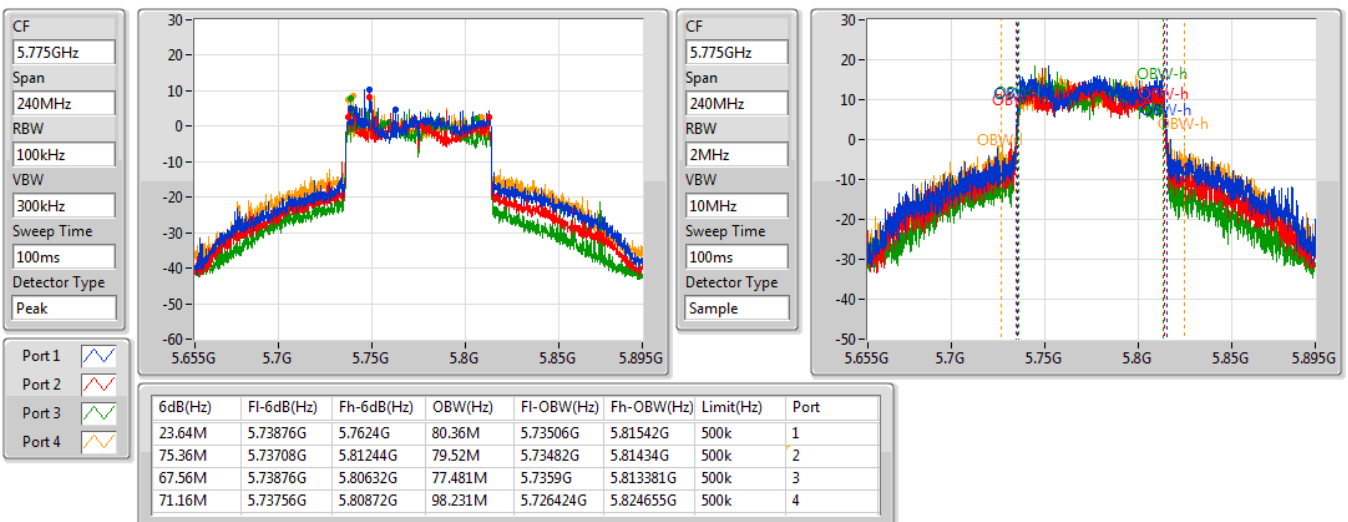 CF
5.775GHz
Span
240MHz
RBW
100kHz
VBW
300kHz
Sweep Time
100ms
Detector Type
Peak
30
20
10
0
-10
-20
-30
-40
-50
-60
5.655G 5.7G 5.75G 5.8G 5.85G 5.895G
CF
5.775GHz
Span
240MHz
RBW
2MHz
VBW
10MHz
Sweep Time
100ms
Detector Type
Sample
30
20
10
0
-10
-20
-30
-40
-50
OBW-h
OBW-h
5.655G 5.7G 5.75G 5.8G 5.85G 5.895G
Port 1
Port 2
Port 3
Port 4
6dB(Hz) Fl-6dB(Hz) Fh-6dB(Hz) OBW(Hz) Fl-OBW(Hz) Fh-OBW(Hz) Limit(Hz) Port
23.64M 5.73876G 5.7624G 80.36M 5.73506G 5.81542G 500k 1
75.36M 5.73708G 5.81244G 79.52M 5.73482G 5.81434G 500k 2
67.56M 5.73876G 5.80632G 77.481M 5.7359G 5.813381G 500k 3
71.16M 5.73756G 5.80872G 98.231M 5.726424G 5.824655G 500k 4